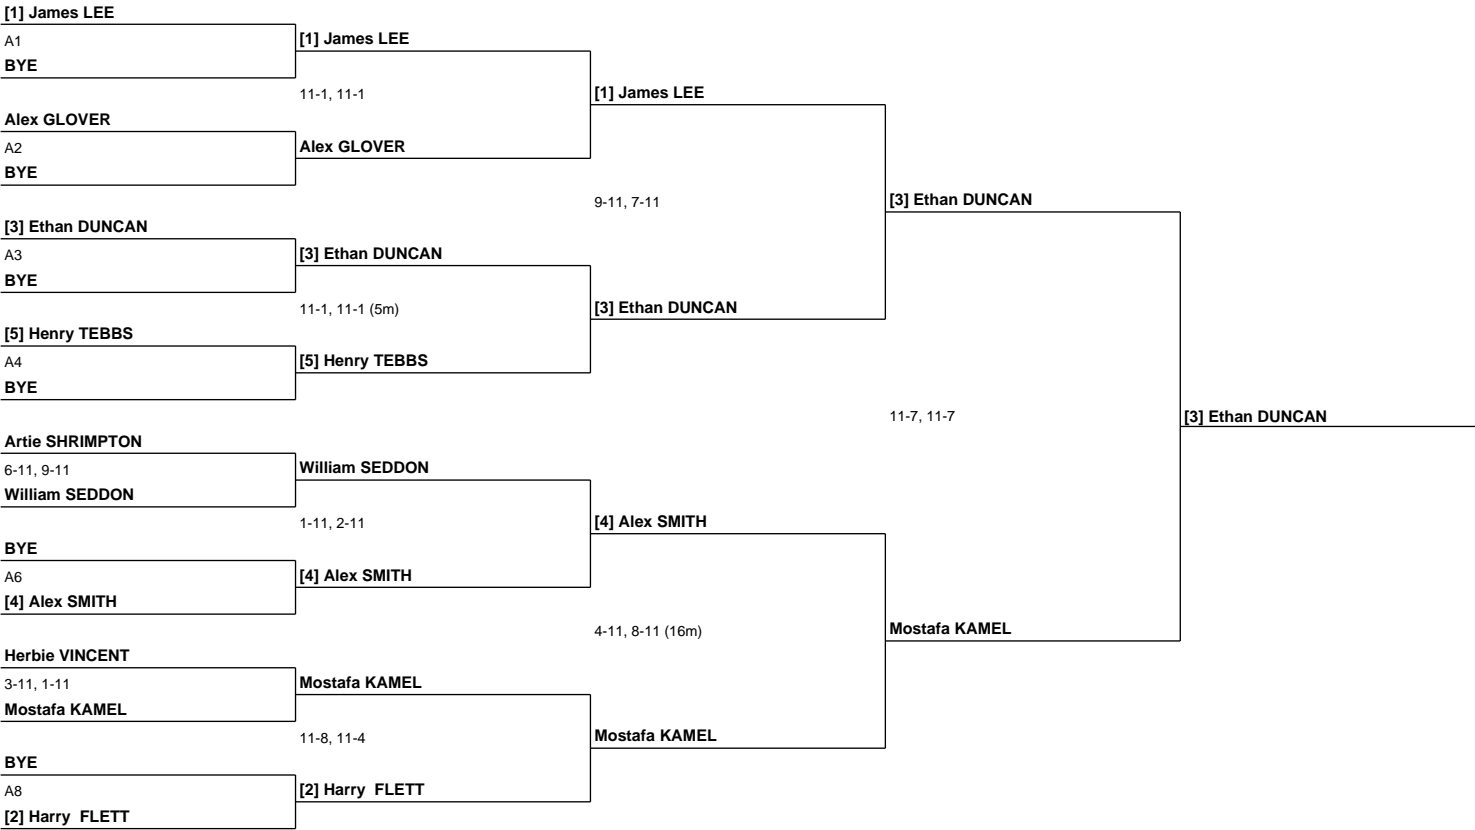 [1] James LEE
A1
BYE
Alex GLOVER
A2
BYE
[3] Ethan DUNCAN
A3
BYE
[5] Henry TEBBS
A4
BYE
Artie SHRIMPTON
6-11, 9-11
William SEDDON
BYE
A6
[4] Alex SMITH
Herbie VINCENT
3-11, 1-11
Mostafa KAMEL
BYE
A8
[2] Harry  FLETT
[1] James LEE
11-1, 11-1
Alex GLOVER
[3] Ethan DUNCAN
11-1, 11-1 (5m)
[5] Henry TEBBS
William SEDDON
1-11, 2-11
[4] Alex SMITH
Mostafa KAMEL
11-8, 11-4
[2] Harry  FLETT
[1] James LEE
9-11, 7-11
[3] Ethan DUNCAN
[4] Alex SMITH
4-11, 8-11 (16m)
Mostafa KAMEL
[3] Ethan DUNCAN
11-7, 11-7
Mostafa KAMEL
[3] Ethan DUNCAN